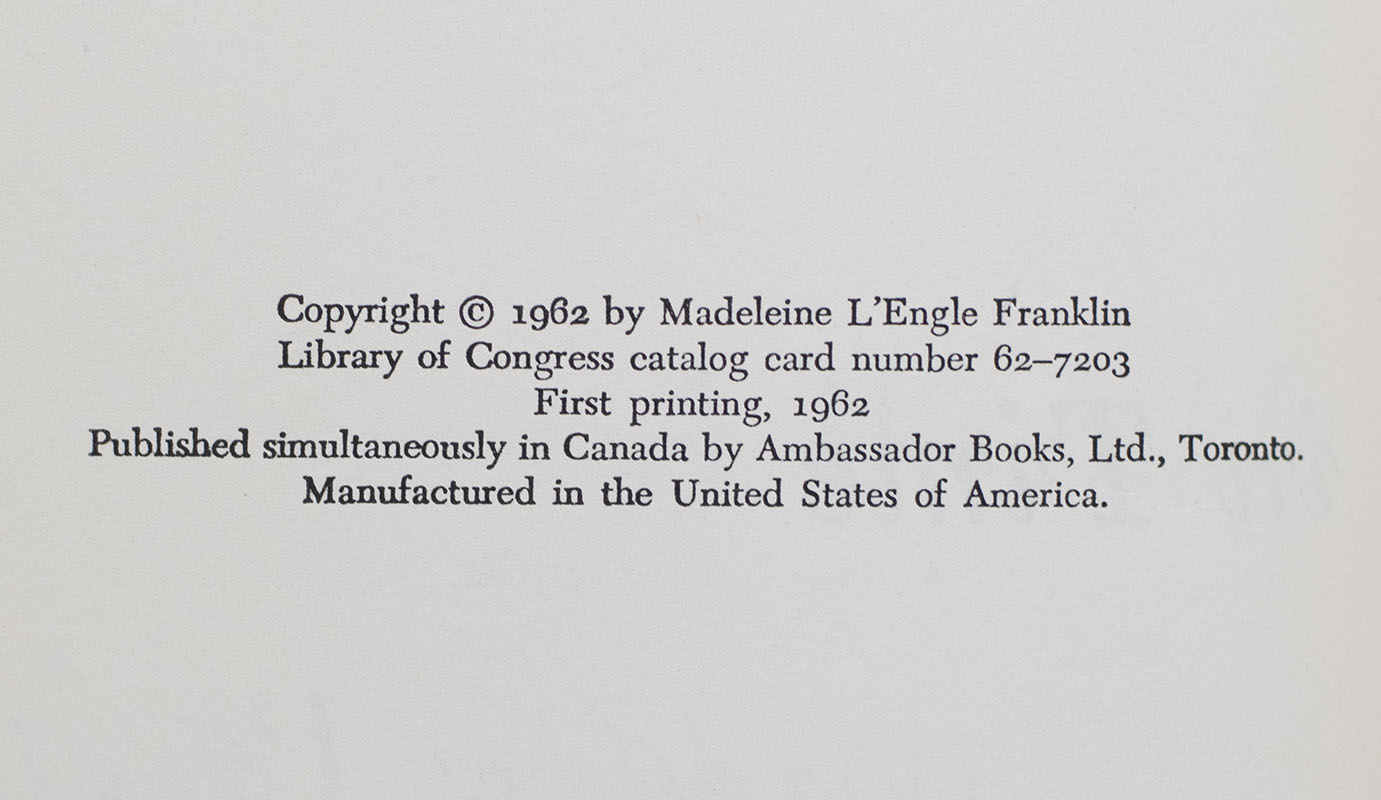 Copyright © 1962 by Madeleine L’Engle Franklin
Library of Congress catalog card number 62–7203
First printing, 1962
Published simultaneously in Canada by Ambassador Books, Ltd., Toronto.
Manufactured in the United States of America.